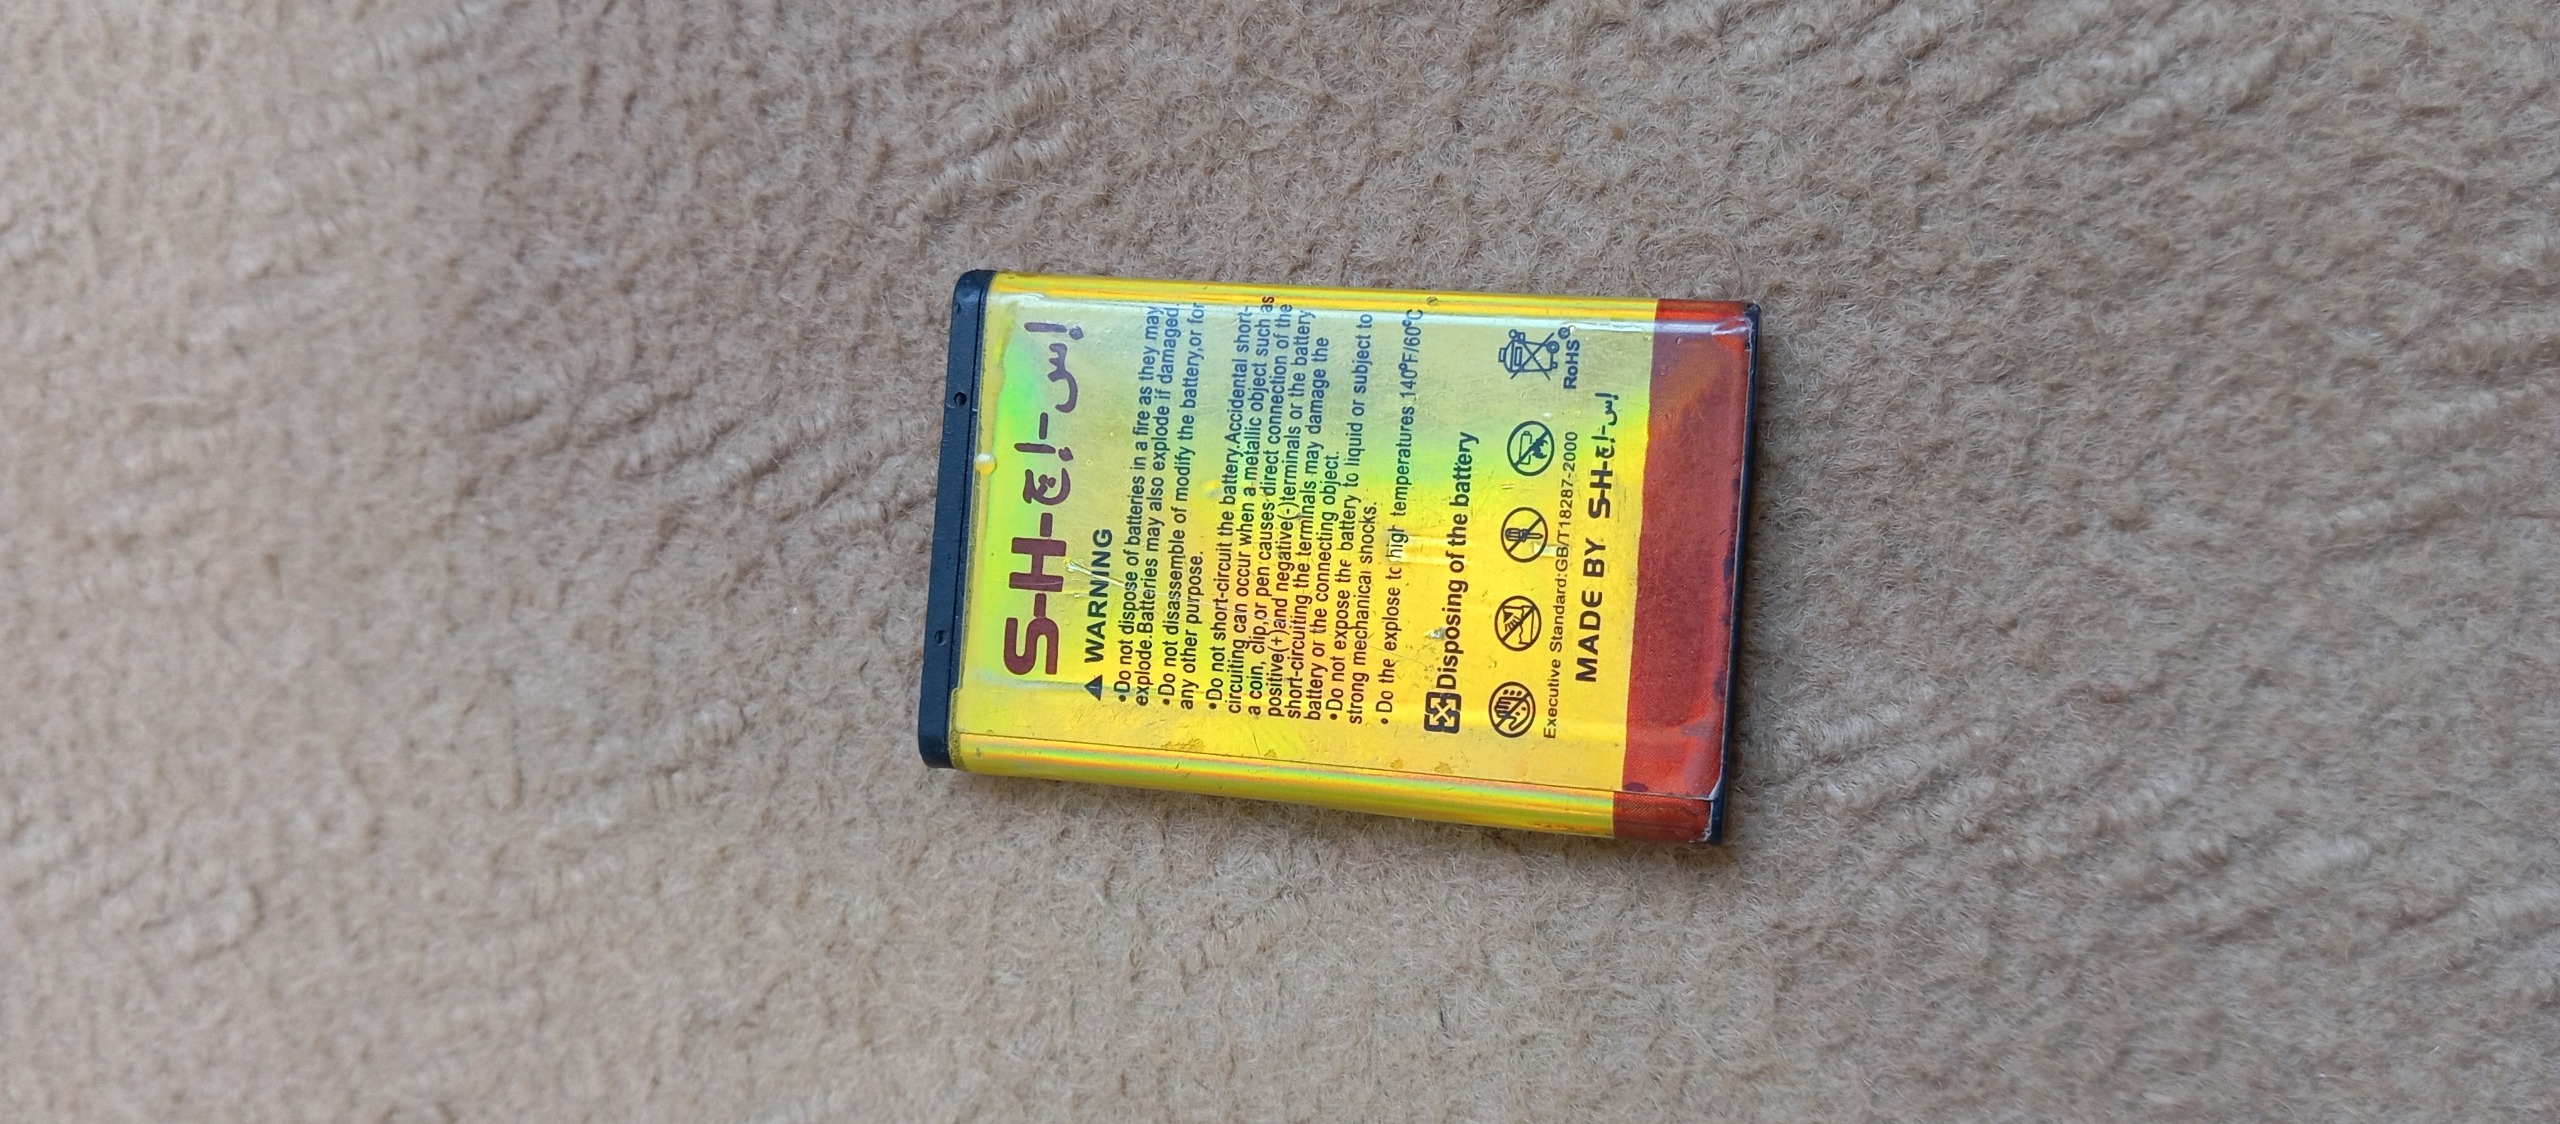 S-H-إچ-إس
WARNING
•Do not dispose of batteries in a fire as they may
explode.Batteries may also explode if damaged.
•Do not disassemble of modify the battery,or for
any other purpose.
•Do not short-circuit the battery.Accidental short-
circuiting can occur when a metallic object such as
a coin, clip,or pen causes direct connection of the
positive(+)and negative(-)terminals or the battery
short-circuiting the terminals may damage the
battery or the connecting object.
•Do not expose the battery to liquid or subject to
strong mechanical shocks.
• Do the explose to high temperatures 140°F/60°C
Disposing of the battery
RoHS
Executive Standard:GB/T18287-2000
MADE BY S-H-إچ-إس